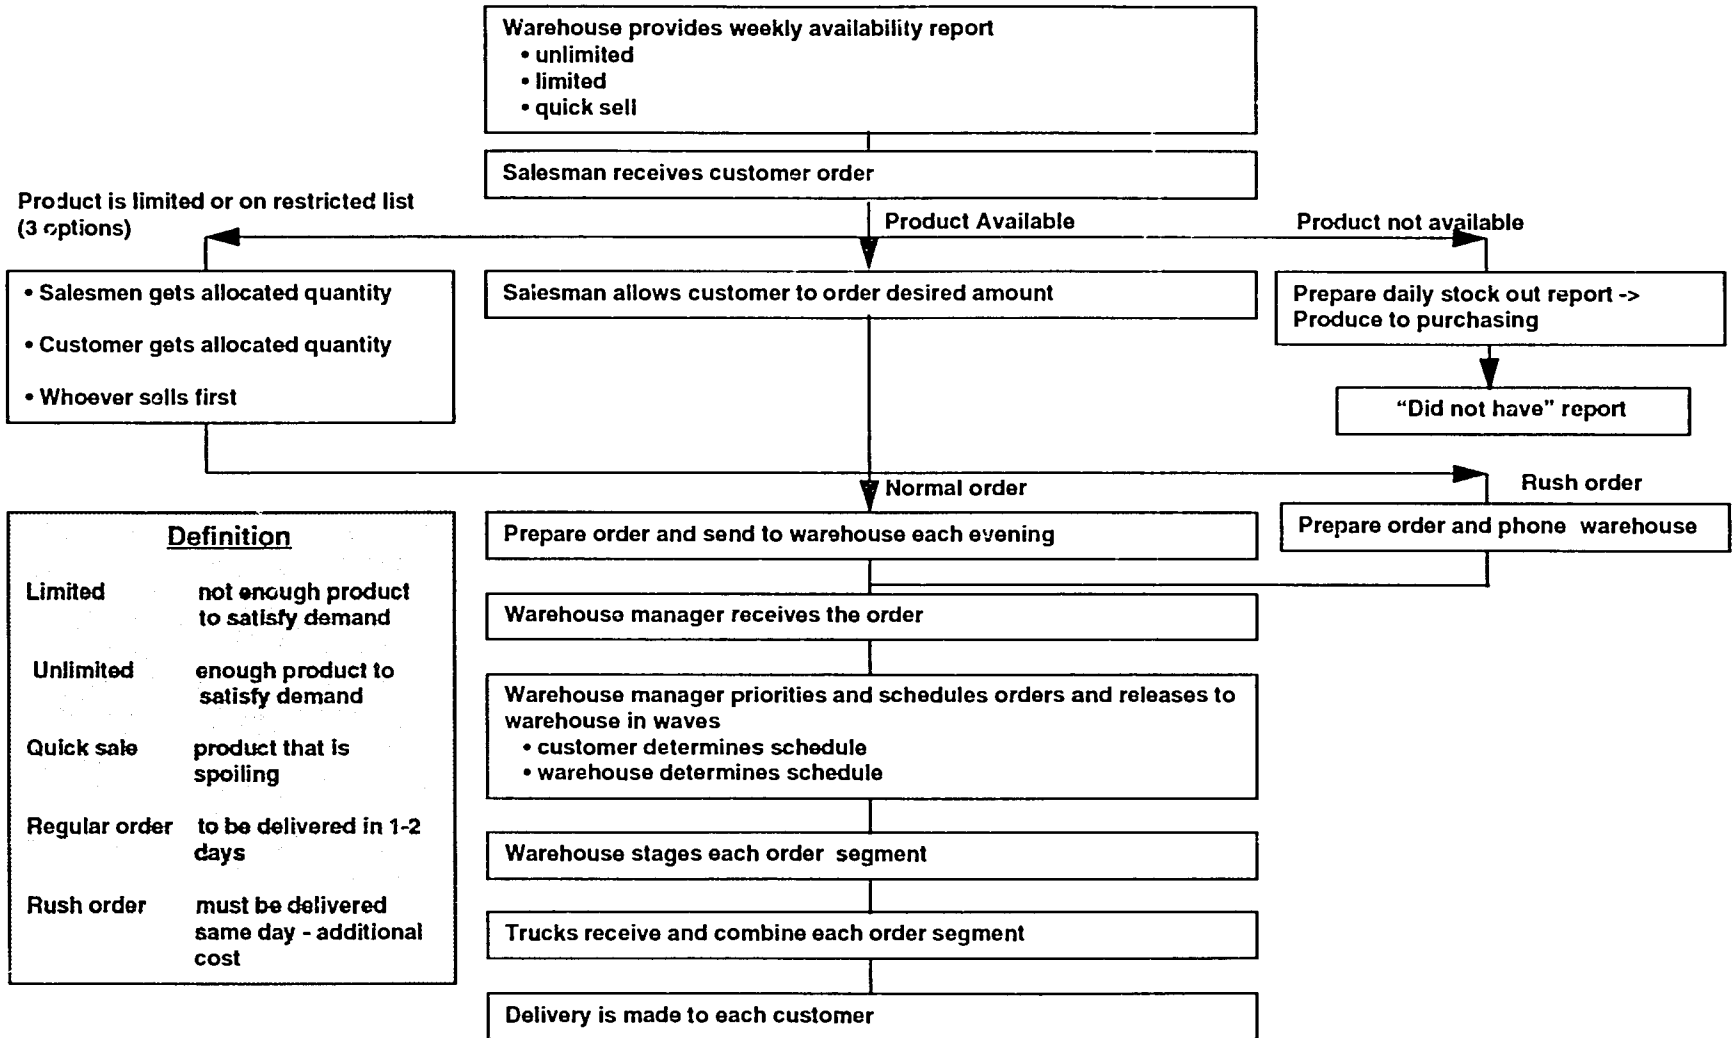 Warehouse provides weekly availability report
• unlimited
• limited
• quick sell
Salesman receives customer order
Product is limited or on restricted list
(3 options)
Product Available
Product not available
• Salesmen gets allocated quantity
• Customer gets allocated quantity
• Whoever sells first
Salesman allows customer to order desired amount
Prepare daily stock out report ->
Produce to purchasing
“Did not have” report
Normal order
Rush order
Prepare order and send to warehouse each evening
Prepare order and phone warehouse
Definition
Limited not enough product
to satisfy demand
Unlimited enough product to
satisfy demand
Quick sale product that is
spoiling
Regular order to be delivered in 1-2
days
Rush order must be delivered
same day - additional
cost
Warehouse manager receives the order
Warehouse manager priorities and schedules orders and releases to
warehouse in waves
• customer determines schedule
• warehouse determines schedule
Warehouse stages each order segment
Trucks receive and combine each order segment
Delivery is made to each customer